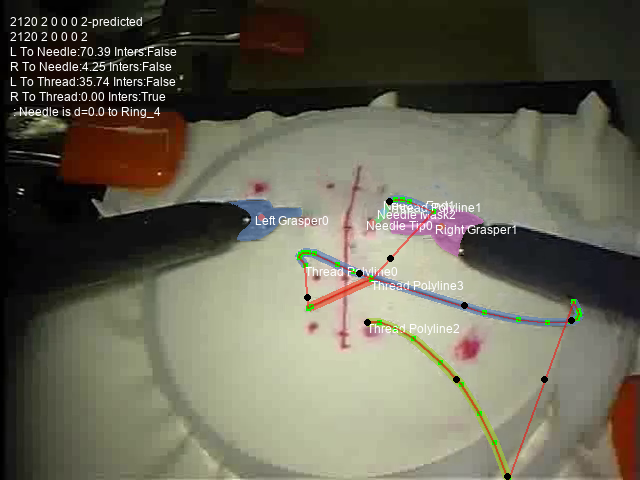 2120 2 0 0 0 2-predicted
2120 2 0 0 0 2
L To Needle:70.39 Inters:False
R To Needle:4.25 Inters:False
L To Thread:35.74 Inters:False
R To Thread:0.00 Inters:True
: Needle is d=0.0 to Ring_4
Left Grasper0
Thread Polyline1
Needle Mask2
Needle Tip0
Right Grasper1
Thread Polyline0
Thread Polyline3
Thread Polyline2